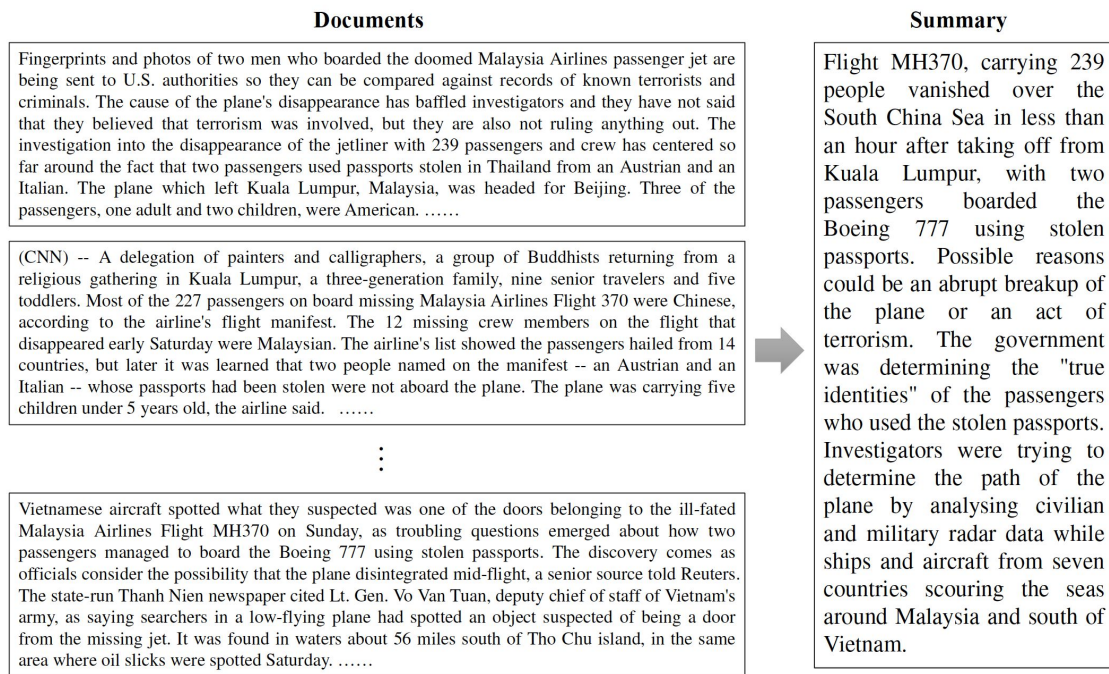 Documents
Fingerprints and photos of two men who boarded the doomed Malaysia Airlines passenger jet are
being sent to U.S. authorities so they can be compared against records of known terrorists and
criminals. The cause of the plane's disappearance has baffled investigators and they have not said
that they believed that terrorism was involved, but they are also not ruling anything out. The
investigation into the disappearance of the jetliner with 239 passengers and crew has centered so
far around the fact that two passengers used passports stolen in Thailand from an Austrian and an
Italian. The plane which left Kuala Lumpur, Malaysia, was headed for Beijing. Three of the
passengers, one adult and two children, were American. ……
(CNN) -- A delegation of painters and calligraphers, a group of Buddhists returning from a
religious gathering in Kuala Lumpur, a three-generation family, nine senior travelers and five
toddlers. Most of the 227 passengers on board missing Malaysia Airlines Flight 370 were Chinese,
according to the airline's flight manifest. The 12 missing crew members on the flight that
disappeared early Saturday were Malaysian. The airline's list showed the passengers hailed from 14
countries, but later it was learned that two people named on the manifest -- an Austrian and an
Italian -- whose passports had been stolen were not aboard the plane. The plane was carrying five
children under 5 years old, the airline said. ……
⋮
Vietnamese aircraft spotted what they suspected was one of the doors belonging to the ill-fated
Malaysia Airlines Flight MH370 on Sunday, as troubling questions emerged about how two
passengers managed to board the Boeing 777 using stolen passports. The discovery comes as
officials consider the possibility that the plane disintegrated mid-flight, a senior source told Reuters.
The state-run Thanh Nien newspaper cited Lt. Gen. Vo Van Tuan, deputy chief of staff of Vietnam's
army, as saying searchers in a low-flying plane had spotted an object suspected of being a door
from the missing jet. It was found in waters about 56 miles south of Tho Chu island, in the same
area where oil slicks were spotted Saturday. ……
Summary
Flight MH370, carrying 239
people vanished over the
South China Sea in less than
an hour after taking off from
Kuala Lumpur, with two
passengers boarded the
Boeing 777 using stolen
passports. Possible reasons
could be an abrupt breakup of
the plane or an act of
terrorism. The government
was determining the "true
identities" of the passengers
who used the stolen passports.
Investigators were trying to
determine the path of the
plane by analysing civilian
and military radar data while
ships and aircraft from seven
countries scouring the seas
around Malaysia and south of
Vietnam.